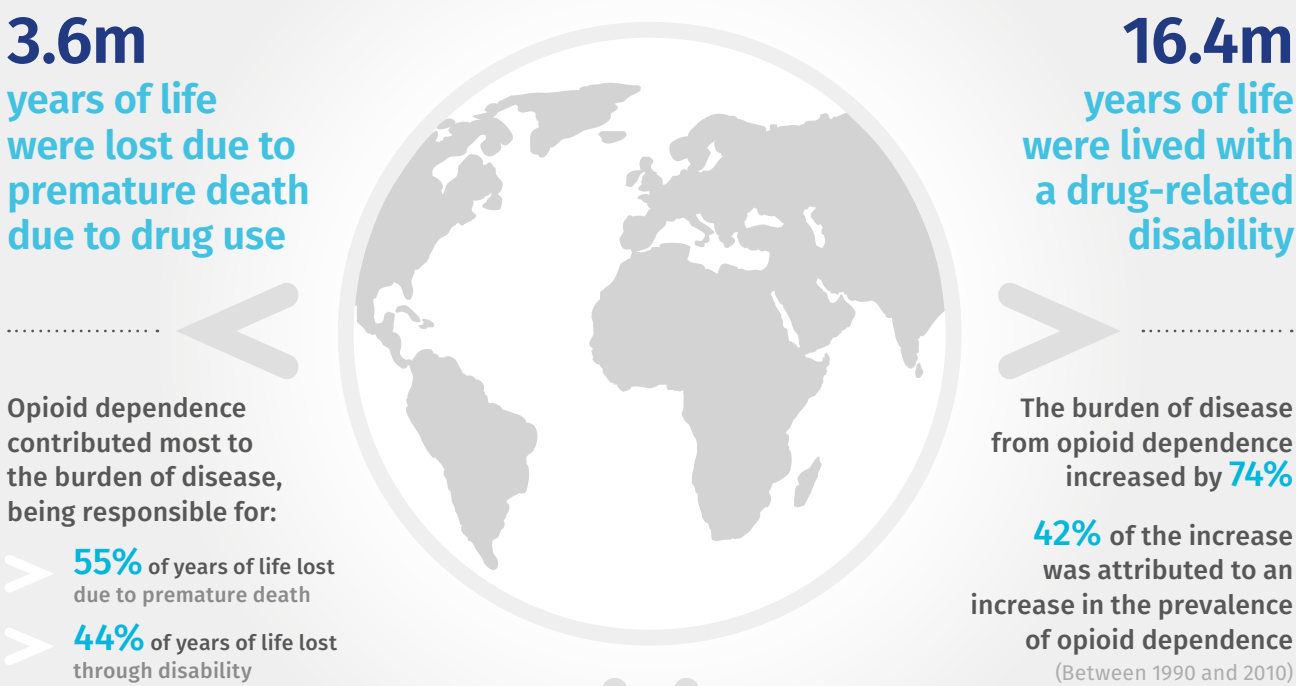 3.6m
years of life
were lost due to
premature death
due to drug use
Opioid dependence
contributed most to
the burden of disease,
being responsible for:
55% of years of life lost
due to premature death
44% of years of life lost
through disability
16.4m
years of life
were lived with
a drug-related
disability
The burden of disease
from opioid dependence
increased by 74%
42% of the increase
was attributed to an
increase in the prevalence
of opioid dependence
(Between 1990 and 2010)